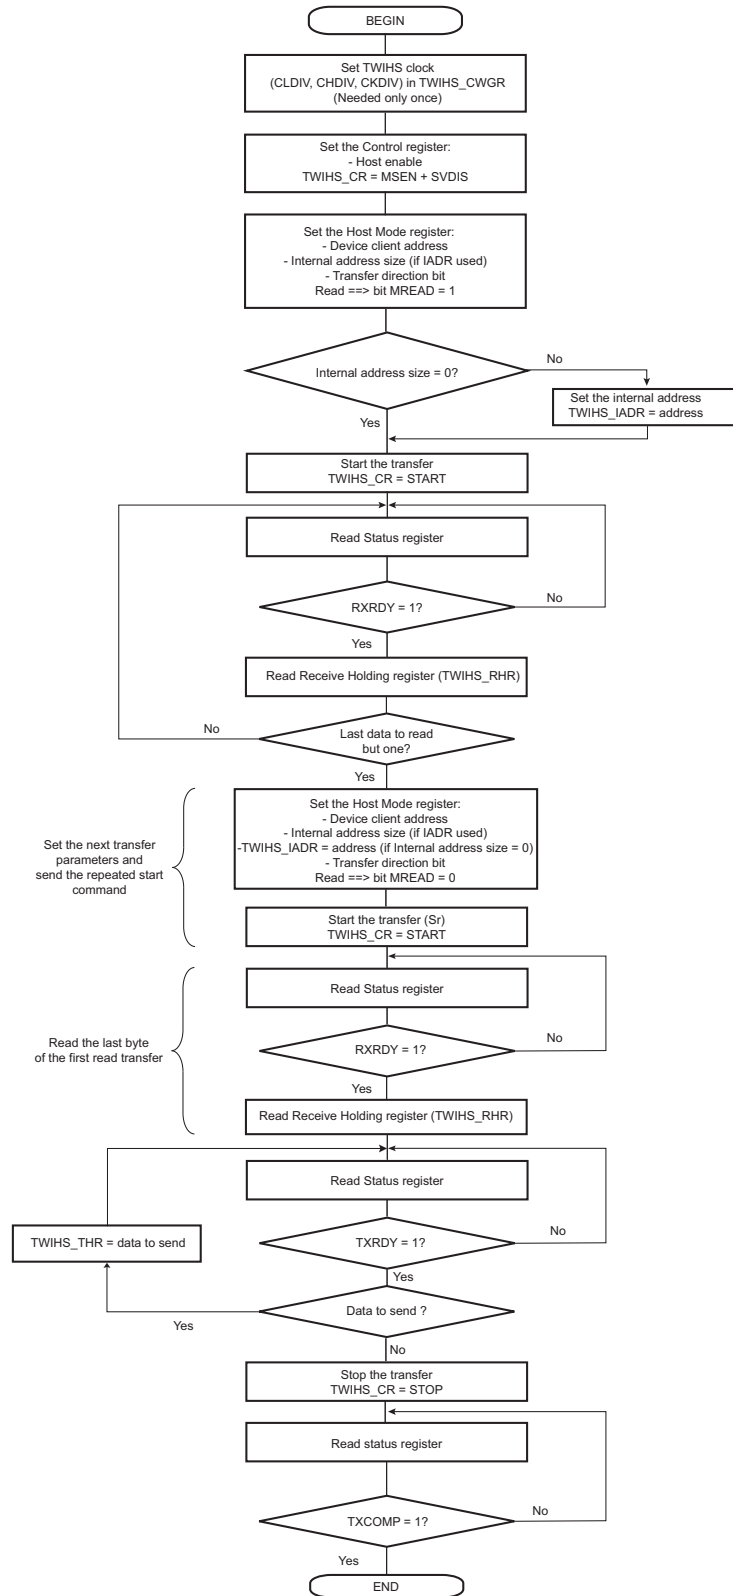 BEGIN
Set TWIHS clock
(CLDIV, CHDIV, CKDIV) in TWIHS_CWGR
(Needed only once)
Set the Control register:
- Host enable
TWIHS_CR = MSEN + SVDIS
Set the Host Mode register:
- Device client address
- Internal address size (if IADR used)
- Transfer direction bit
Read ==> bit MREAD = 1
Internal address size = 0?
No
Set the internal address
TWIHS_IADR = address
Yes
Start the transfer
TWIHS_CR = START
Read Status register
RXRDY = 1?
No
Yes
Read Receive Holding register (TWIHS_RHR)
Last data to read
but one?
No
Yes
Set the next transfer
parameters and
send the repeated start
command
Set the Host Mode register:
- Device client address
- Internal address size (if IADR used)
-TWIHS_IADR = address (if Internal address size = 0)
- Transfer direction bit
Read ==> bit MREAD = 0
Start the transfer (Sr)
TWIHS_CR = START
Read the last byte
of the first read transfer
Read Status register
RXRDY = 1?
No
Yes
Read Receive Holding register (TWIHS_RHR)
Read Status register
TXRDY = 1?
No
TWIHS_THR = data to send
Yes
Data to send ?
Yes
No
Stop the transfer
TWIHS_CR = STOP
Read status register
TXCOMP = 1?
No
Yes
END